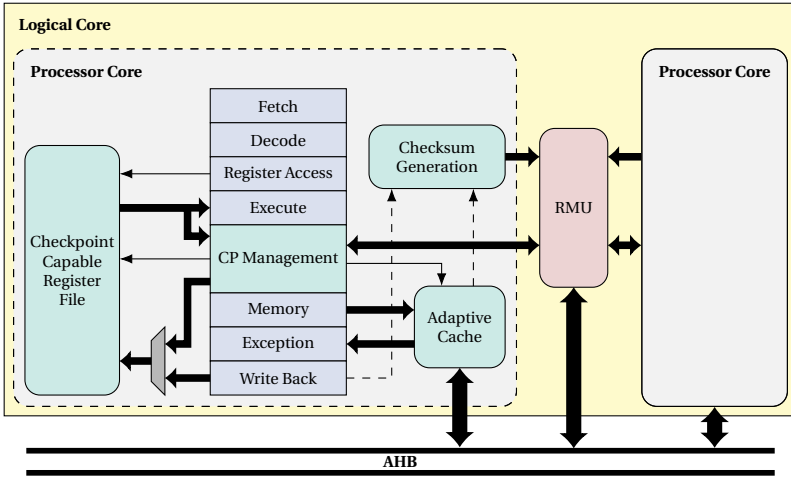 Logical Core
Processor Core
Processor Core
Fetch
Decode
Register Access
Execute
CP Management
Memory
Exception
Write Back
Checkpoint
Capable
Register
File
Checksum
Generation
Adaptive
Cache
RMU
AHB